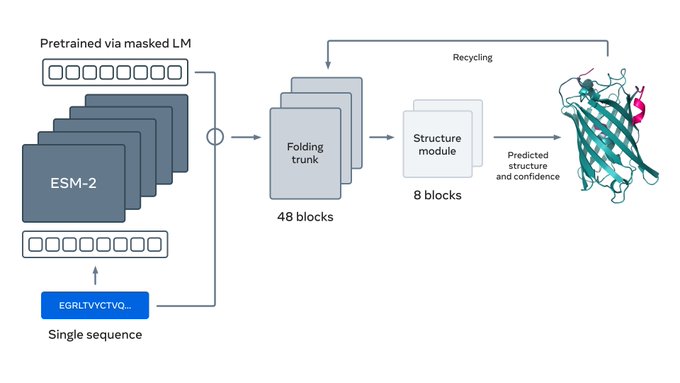 Pretrained via masked LM
ESM-2
EGRLTVYCTVQ...
Single sequence
Folding
trunk
48 blocks
Structure
module
8 blocks
Recycling
Predicted
structure
and confidence